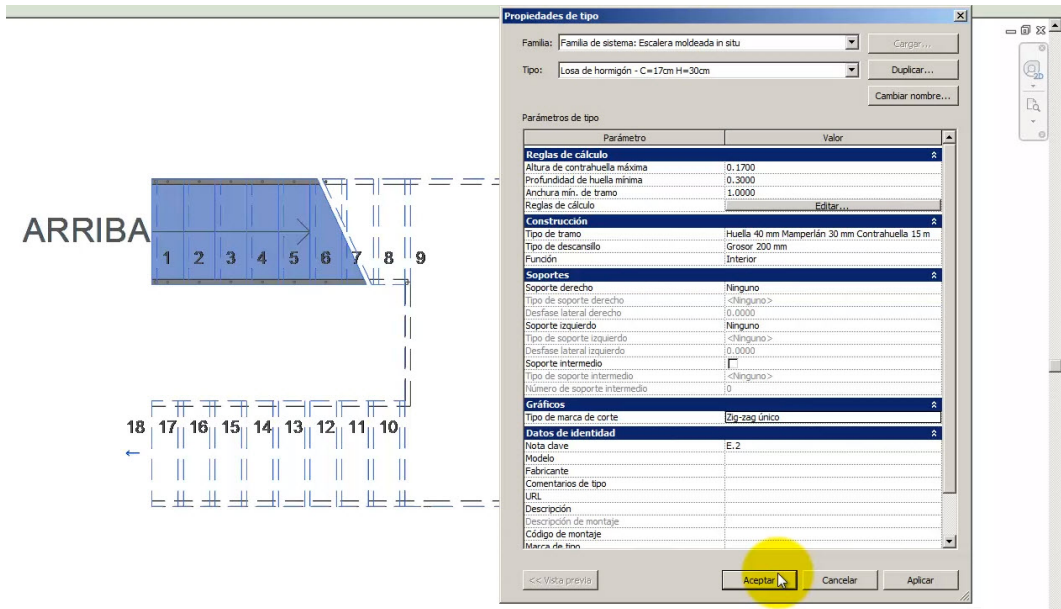 ARRIBA
1 2 3 4 5 6 7 8 9
18 17 16 15 14 13 12 11 10
Propiedades de tipo
Familia: Familia de sistema: Escalera moldeada in situ Cargar...
Tipo: Losa de hormigón - C=17cm H=30cm Duplicar...
Cambiar nombre...
Parámetros de tipo
Parámetro Valor
Reglas de cálculo
Altura de contrahuella máxima 0.1700
Profundidad de huella mínima 0.3000
Anchura mín. de tramo 1.0000
Reglas de cálculo Editar...
Construcción
Tipo de tramo Huella 40 mm Mamperlán 30 mm Contrahuella 15 m
Tipo de descansillo Grosor 200 mm
Función Interior
Soportes
Soporte derecho Ninguno
Tipo de soporte derecho <Ninguno>
Desfase lateral derecho 0.0000
Soporte izquierdo Ninguno
Tipo de soporte izquierdo <Ninguno>
Desfase lateral izquierdo 0.0000
Soporte intermedio
Tipo de soporte intermedio <Ninguno>
Número de soporte intermedio 0
Gráficos
Tipo de marca de corte Zig-zag único
Datos de identidad
Nota clave E.2
Modelo
Fabricante
Comentarios de tipo
URL
Descripción
Descripción de montaje
Código de montaje
Marca de tipo
<< Vista previa Aceptar Cancelar Aplicar
2D